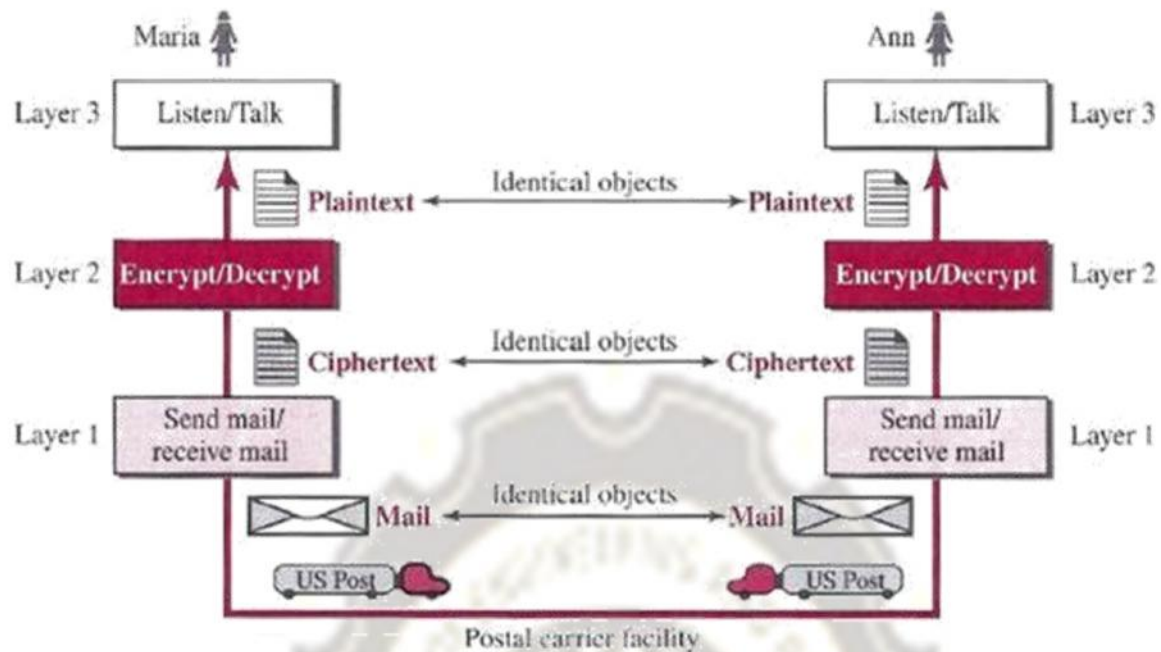 Maria Ann
Layer 3 Listen/Talk Listen/Talk Layer 3
Identical objects
Plaintext Plaintext
Layer 2 Encrypt/Decrypt Encrypt/Decrypt Layer 2
Identical objects
Ciphertext Ciphertext
Layer 1 Send mail/ Send mail/ Layer 1
receive mail receive mail
Identical objects
Mail Mail
US Post US Post
Postal carrier facility